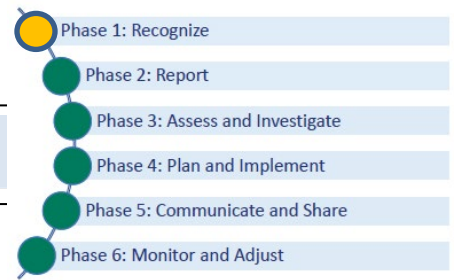 Phase 1: Recognize
Phase 2: Report
Phase 3: Assess and Investigate
Phase 4: Plan and Implement
Phase 5: Communicate and Share
Phase 6: Monitor and Adjust